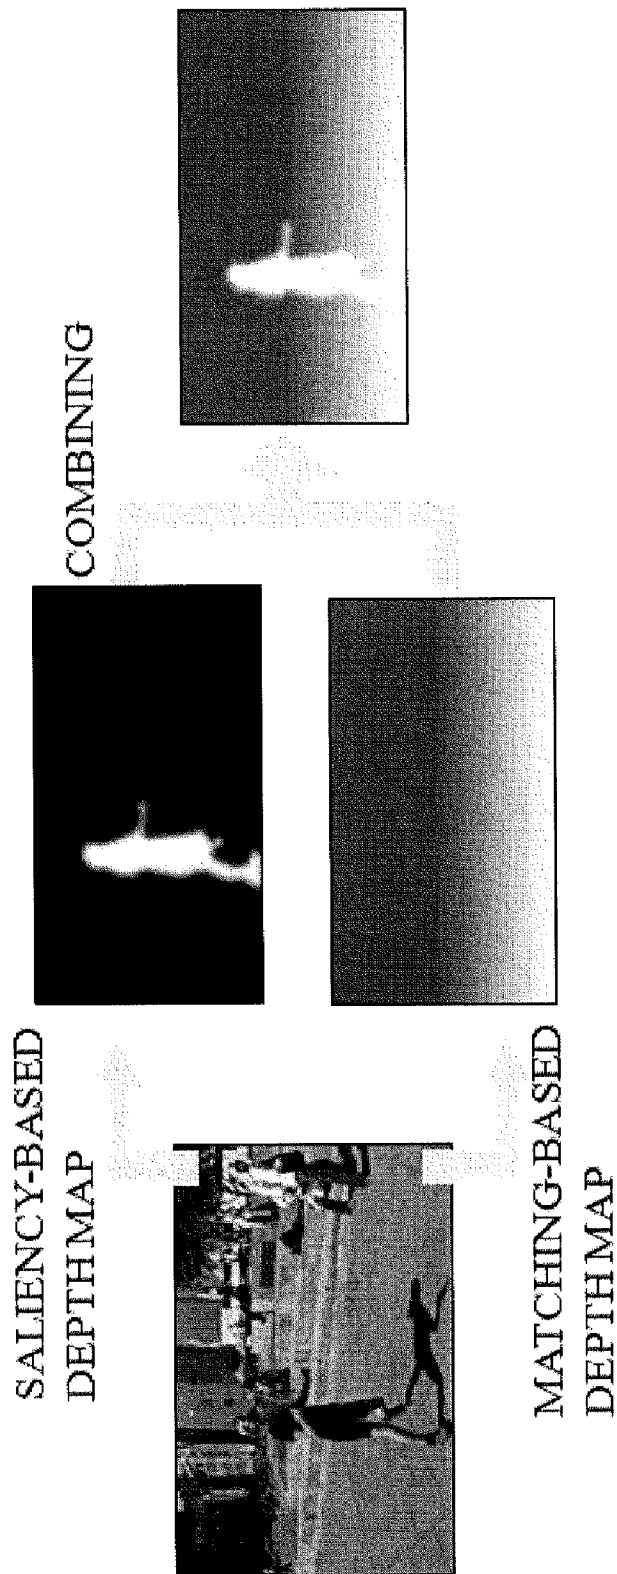 SALIENCY-BASED
DEPTH MAP
COMBINING
MATCHING-BASED
DEPTH MAP